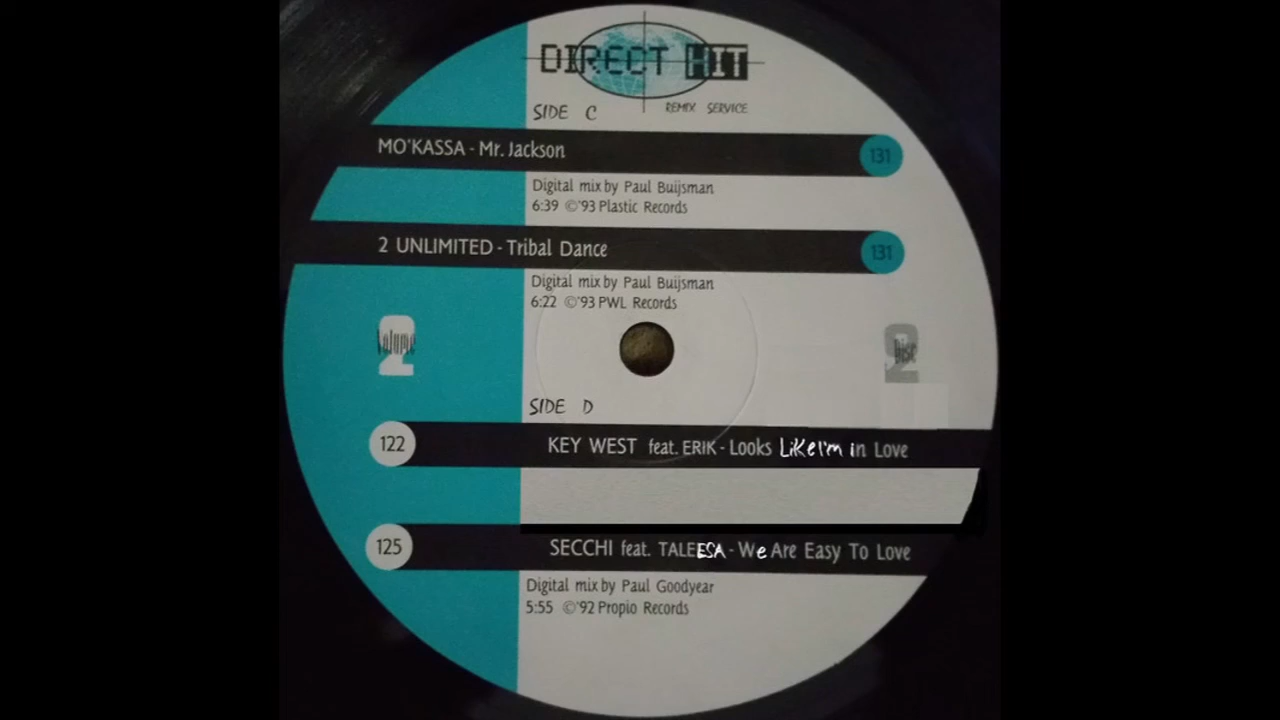 DIRECT HIT
REMIX SERVICE
SIDE C
MO'KASSA - Mr. Jackson 131
Digital mix by Paul Buijsman
6:39 ©'93 Plastic Records
2 UNLIMITED - Tribal Dance 131
Digital mix by Paul Buijsman
6:22 ©'93 PWL Records
Volume 2
Disc 2
SIDE D
122 KEY WEST feat. ERIK - Looks Like I'm in Love
125 SECCHI feat. TALEESA - We Are Easy To Love
Digital mix by Paul Goodyear
5:55 ©'92 Propio Records